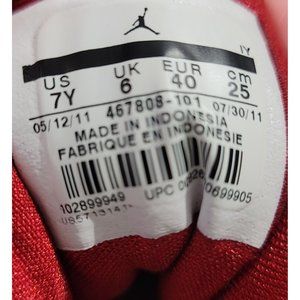 IY
US UK EUR cm
7Y 6 40 25
05/12/11 467808-101 07/30/11
MADE IN INDONESIA
FABRIQUE EN INDONESIE
102899949 UPC